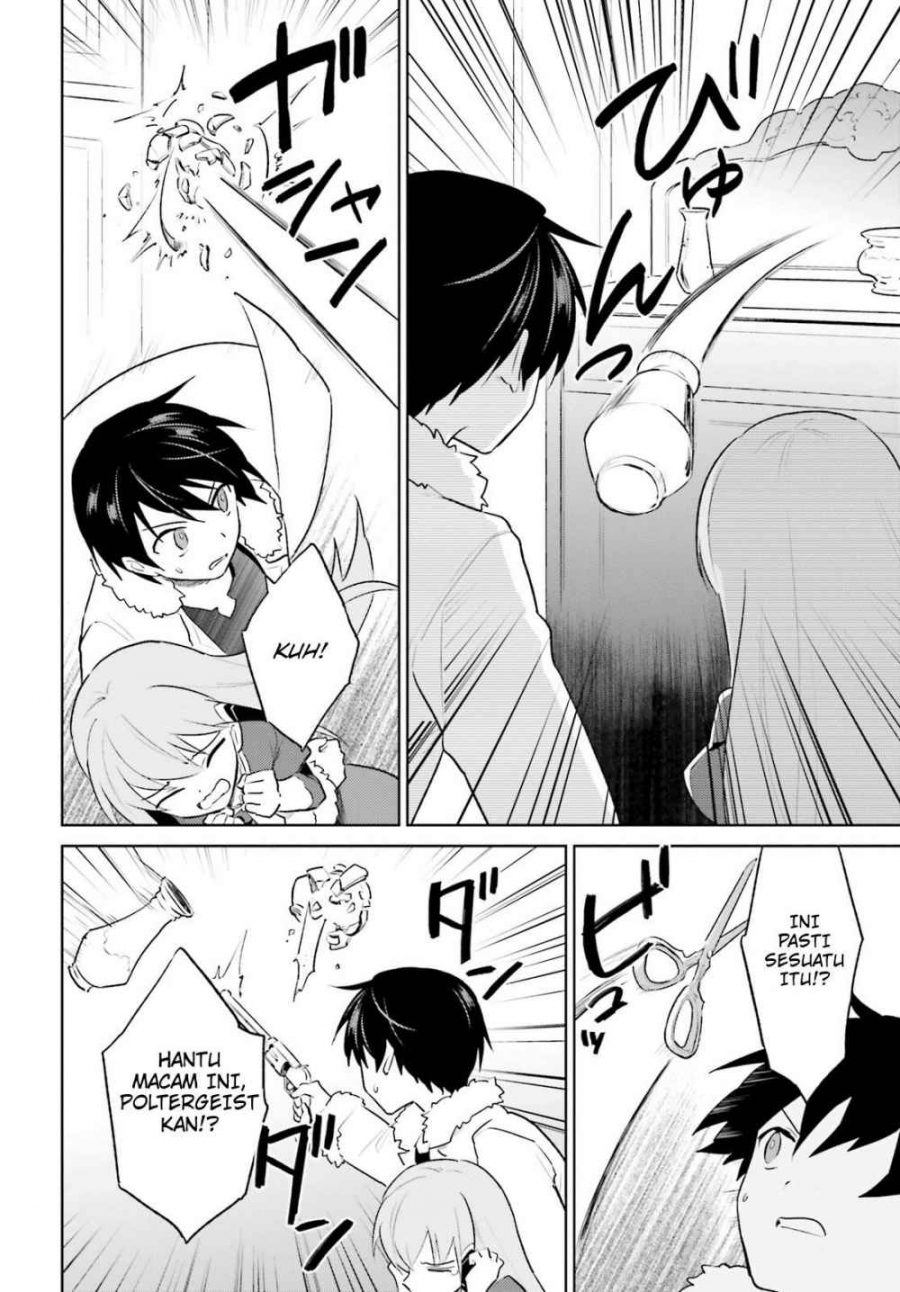 びゅんっ
ガシャン
KUH!
INI
PASTI
SESUATU
ITU!?
ビュッ
ダン
HANTU
MACAM INI,
POLTERGEIST
KAN!?
ダン